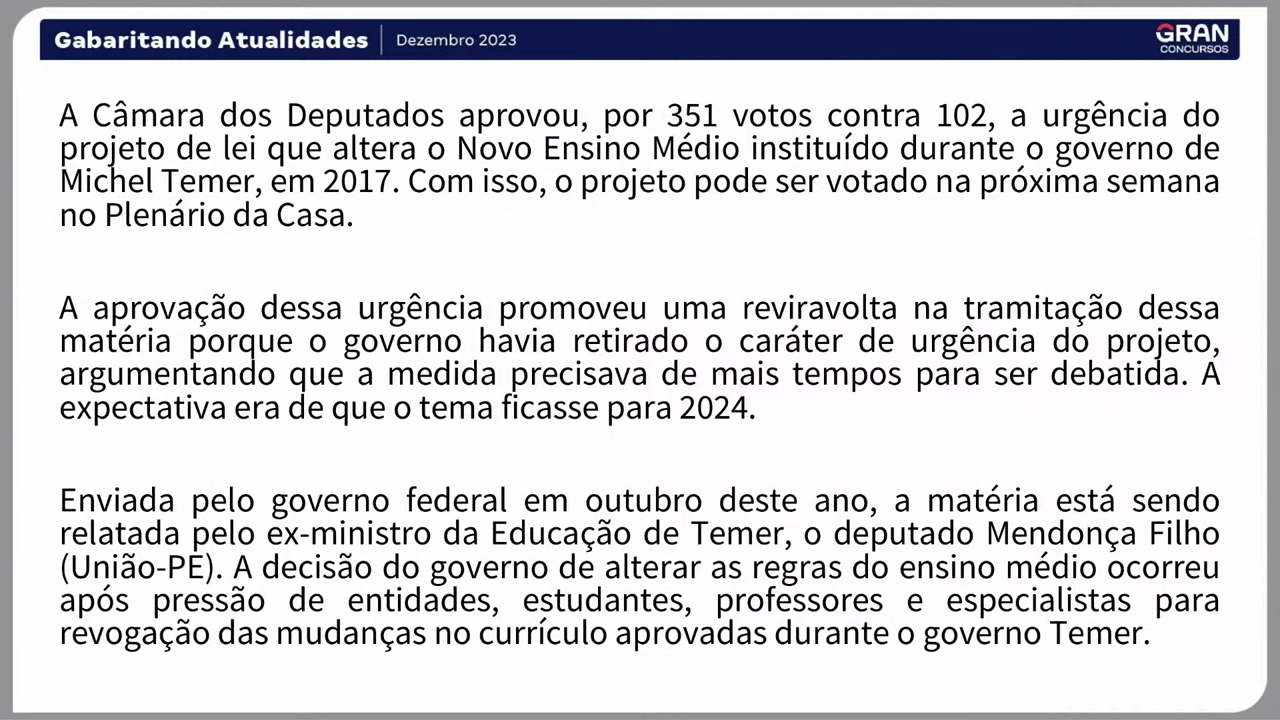 Gabaritando Atualidades
Dezembro 2023
GRAN
CONCURSOS
A Câmara dos Deputados aprovou, por 351 votos contra 102, a urgência do
projeto de lei que altera o Novo Ensino Médio instituído durante o governo de
Michel Temer, em 2017. Com isso, o projeto pode ser votado na próxima semana
no Plenário da Casa.
A aprovação dessa urgência promoveu uma reviravolta na tramitação dessa
matéria porque o governo havia retirado o caráter de urgência do projeto,
argumentando que a medida precisava de mais tempos para ser debatida. A
expectativa era de que o tema ficasse para 2024.
Enviada pelo governo federal em outubro deste ano, a matéria está sendo
relatada pelo ex-ministro da Educação de Temer, o deputado Mendonça Filho
(União-PE). A decisão do governo de alterar as regras do ensino médio ocorreu
após pressão de entidades, estudantes, professores e especialistas para
revogação das mudanças no currículo aprovadas durante o governo Temer.